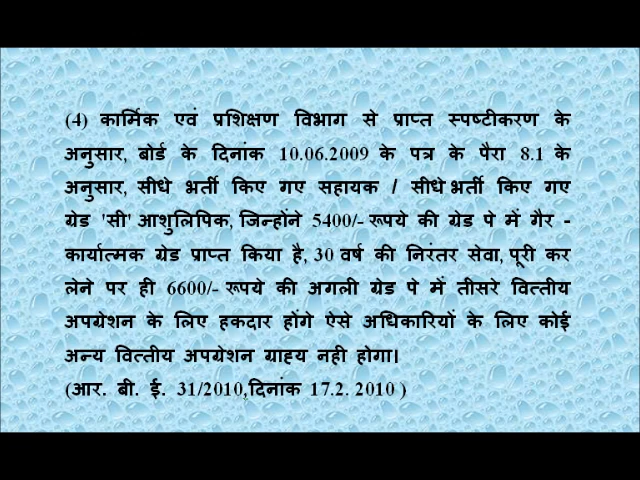 (4) कार्मिक एवं प्रशिक्षण विभाग से प्राप्त स्पष्टीकरण के
अनुसार, बोर्ड के दिनांक 10.06.2009 के पत्र के पैरा 8.1 के
अनुसार, सीधे भर्ती किए गए सहायक / सीधे भर्ती किए गए
ग्रेड 'सी' आशुलिपिक, जिन्होंने 5400/- रूपये की ग्रेड पे में गैर -
कार्यात्मक ग्रेड प्राप्त किया है, 30 वर्ष की निरंतर सेवा, पूरी कर
लेने पर ही 6600/- रूपये की अगली ग्रेड पे में तीसरे वित्तीय
अपग्रेशन के लिए हकदार होंगे ऐसे अधिकारियों के लिए कोई
अन्य वित्तीय अपग्रेशन ग्राह्य नही होगा।
(आर. बी. ई. 31/2010,दिनांक 17.2. 2010 )